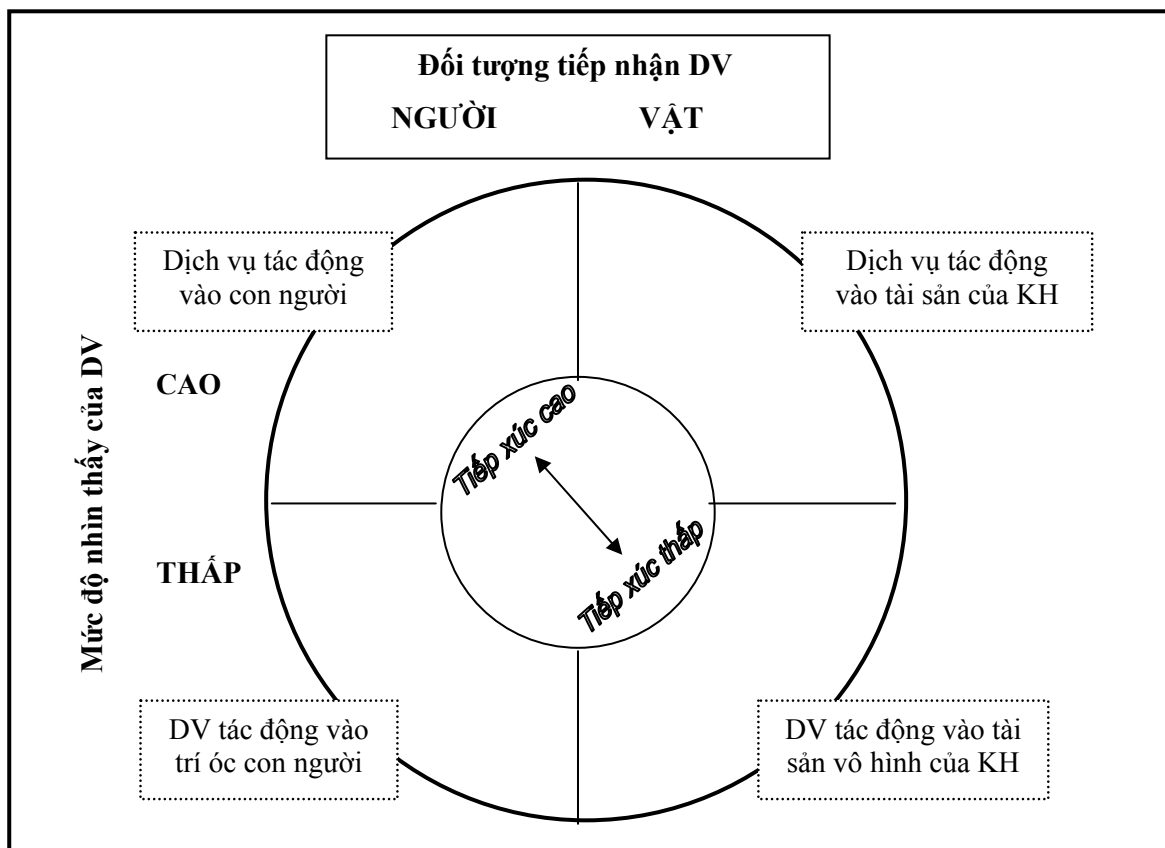 Đối tượng tiếp nhận DV
NGƯỜI VẬT
Dịch vụ tác động
vào con người
Dịch vụ tác động
vào tài sản của KH
Mức độ nhìn thấy của DV
CAO
Tiếp xúc cao
THẤP
Tiếp xúc thấp
DV tác động vào
trí óc con người
DV tác động vào tài
sản vô hình của KH